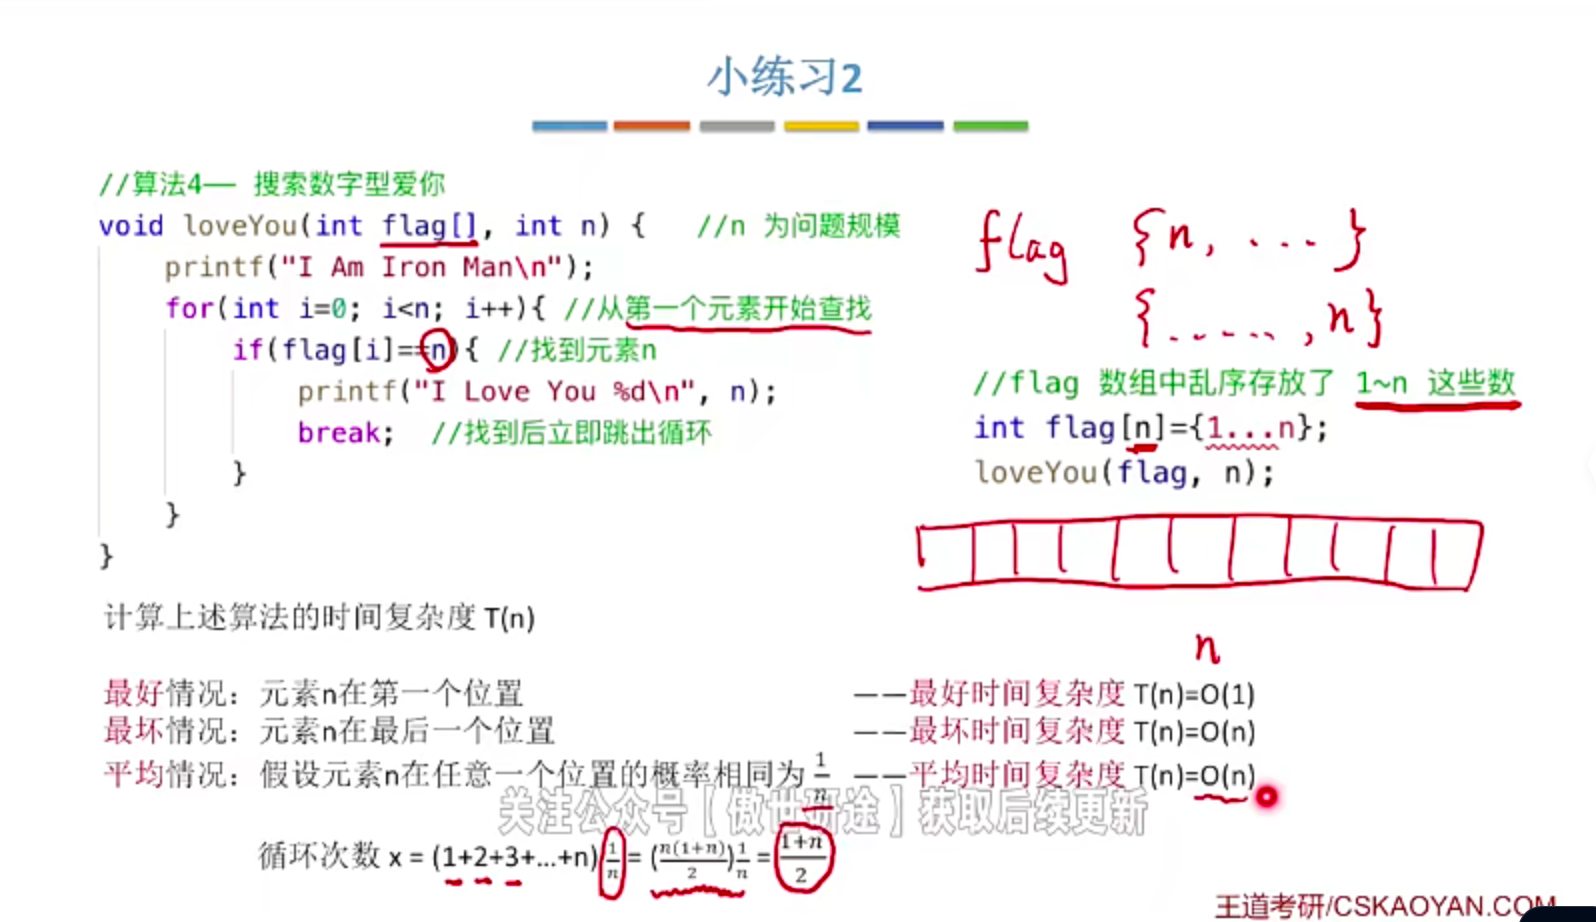 小练习2
//算法4—— 搜索数字型爱你
void loveYou(int flag[], int n) {   //n 为问题规模
printf("I Am Iron Man\n");
for(int i=0; i<n; i++){ //从第一个元素开始查找
if(flag[i]==n){ //找到元素n
printf("I Love You %d\n", n);
break;  //找到后立即跳出循环
}
}
}
flag {n, ...}
{......, n}
//flag 数组中乱序存放了 1~n 这些数
int flag[n]={1...n};
loveYou(flag, n);
n
计算上述算法的时间复杂度 T(n)
最好情况：元素n在第一个位置 ——最好时间复杂度 T(n)=O(1)
最坏情况：元素n在最后一个位置 ——最坏时间复杂度 T(n)=O(n)
平均情况：假设元素n在任意一个位置的概率相同为 1/n ——平均时间复杂度 T(n)=O(n)
关注公众号【傲世研途】获取后续更新
循环次数 x = (1+2+3+...+n) 1/n = (n(1+n)/2) 1/n = (1+n)/2
王道考研/CSKAOYAN.COM